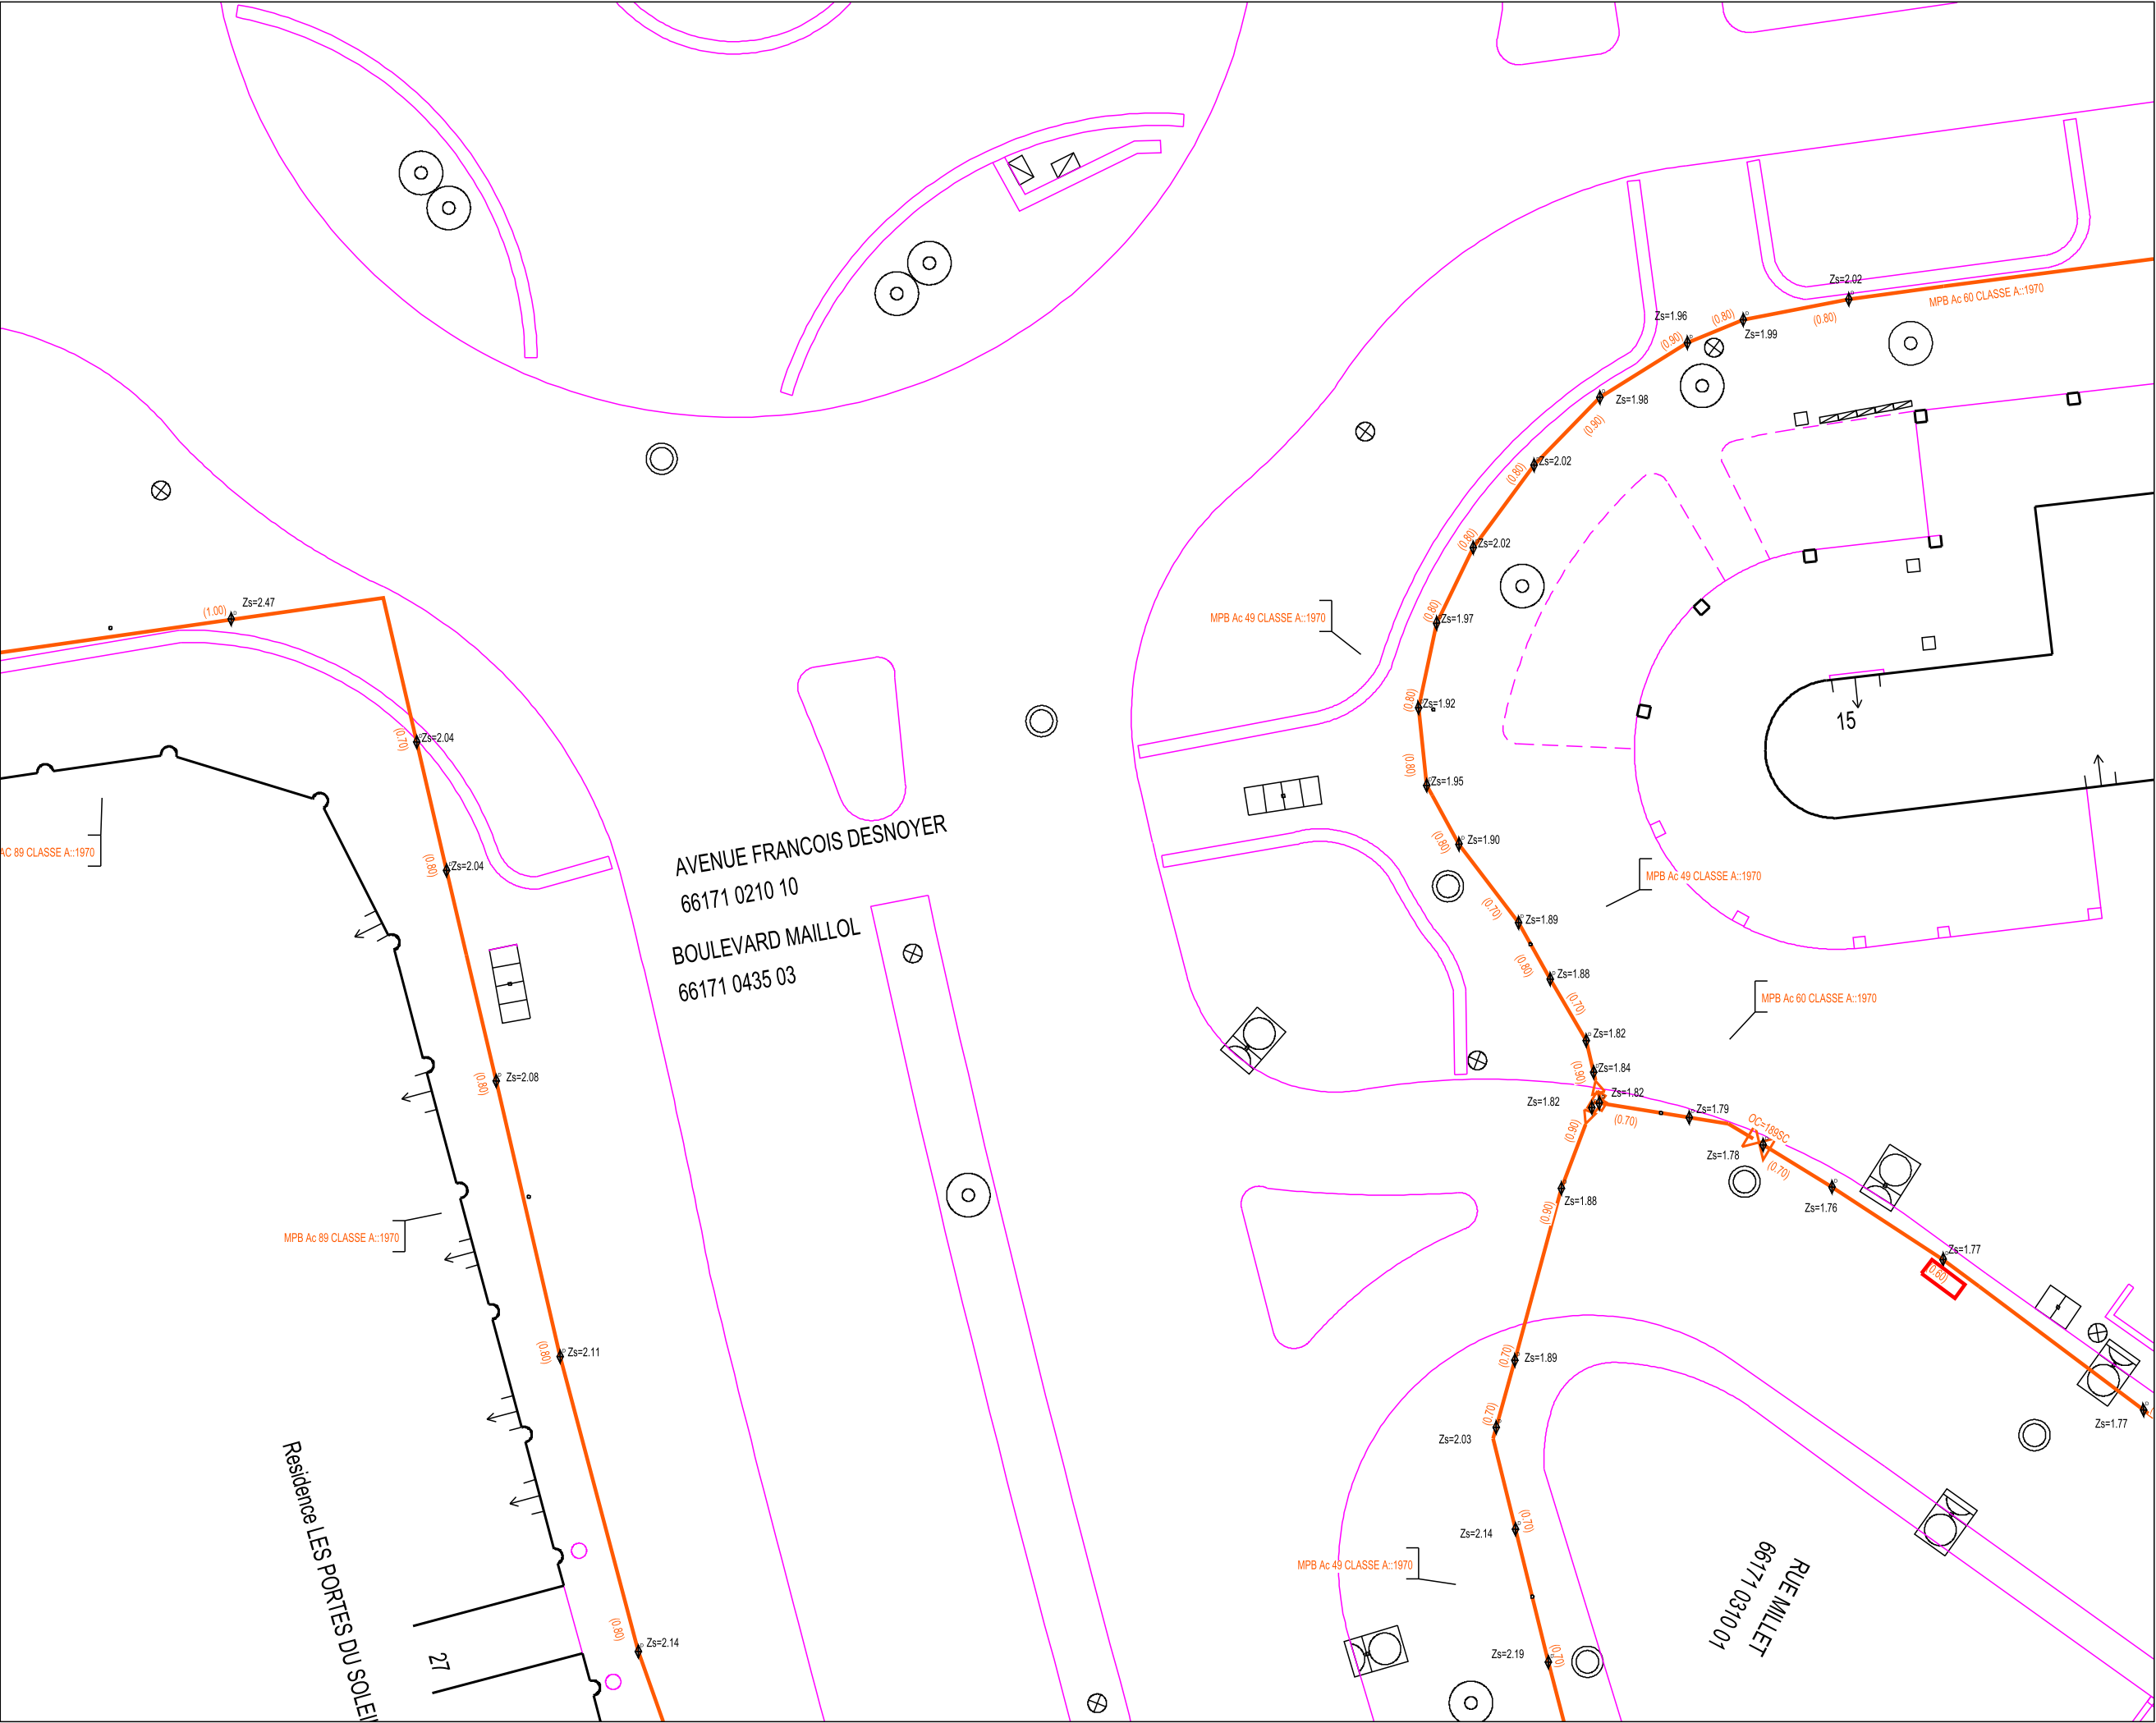 Zs=2.02
MPB Ac 60 CLASSE A::1970
(0.80)
Zs=1.96
(0.80)
Zs=1.99
(0.90)
Zs=1.98
(0.90)
Zs=2.02
(0.80)
Zs=2.02
(0.80)
Zs=1.97
(0.80)
MPB Ac 49 CLASSE A::1970
Zs=1.92
(0.80)
15
(0.80)
Zs=1.95
Zs=1.90
(0.80)
MPB Ac 49 CLASSE A::1970
(0.70)
Zs=1.89
(0.80)
Zs=1.88
(0.70)
MPB Ac 60 CLASSE A::1970
Zs=1.82
(0.90)
Zs=1.84
Zs=1.82
Zs=1.82
(0.90)
(0.70)
Zs=1.79
OC=189SC
Zs=1.78
(0.70)
Zs=1.76
Zs=1.77
(0.60)
Zs=1.77
Zs=1.88
(0.90)
(0.70)
Zs=1.89
(0.70)
Zs=2.03
(0.70)
Zs=2.14
MPB Ac 49 CLASSE A::1970
Zs=2.19
(0.70)
RUE MILLET
66171 0310 01
(1.00)
Zs=2.47
(0.70)
Zs=2.04
AC 89 CLASSE A::1970
(0.80)
Zs=2.04
AVENUE FRANCOIS DESNOYER
66171 0210 10
BOULEVARD MAILLOL
66171 0435 03
(0.80)
Zs=2.08
MPB Ac 89 CLASSE A::1970
(0.80)
Zs=2.11
Residence LES PORTES DU SOLEI
(0.80)
Zs=2.14
27